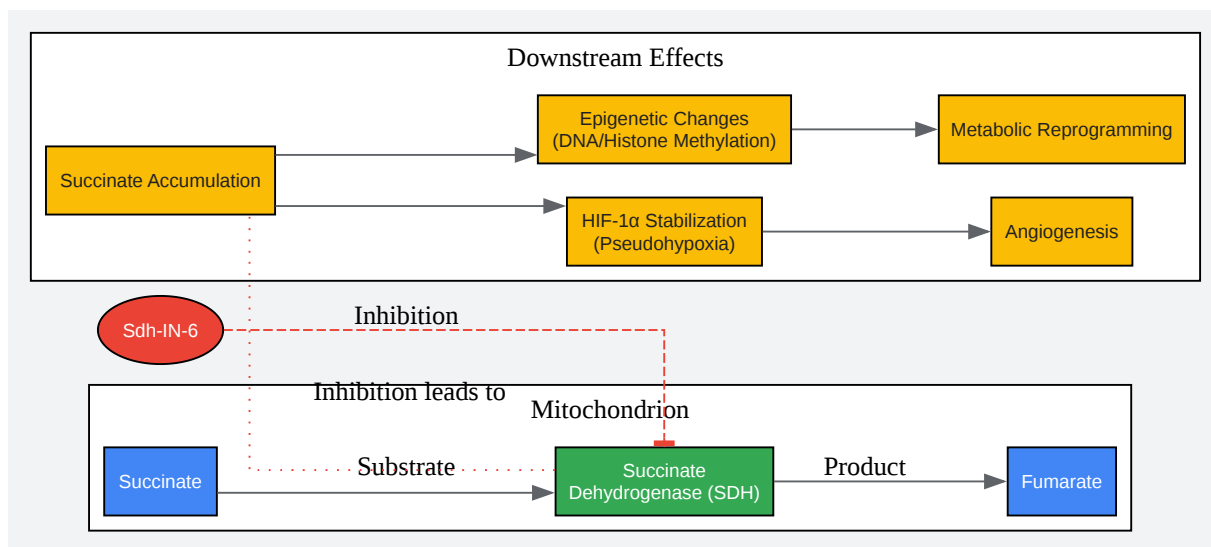 Downstream Effects
Epigenetic Changes
(DNA/Histone Methylation)
Metabolic Reprogramming
Succinate Accumulation
HIF-1α Stabilization
(Pseudohypoxia)
Angiogenesis
Inhibition
Sdh-IN-6
Inhibition leads to
Mitochondrion
Succinate
Substrate
Succinate
Dehydrogenase (SDH)
Product
Fumarate